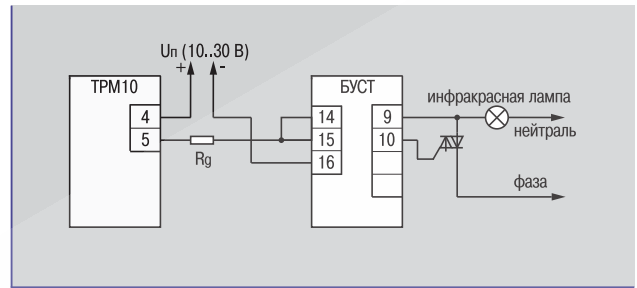 Uп (10..30 В)
+ -
ТРМ10
БУСТ
4
5
Rg
14
15
16
9
10
инфракрасная лампа
нейтраль
фаза